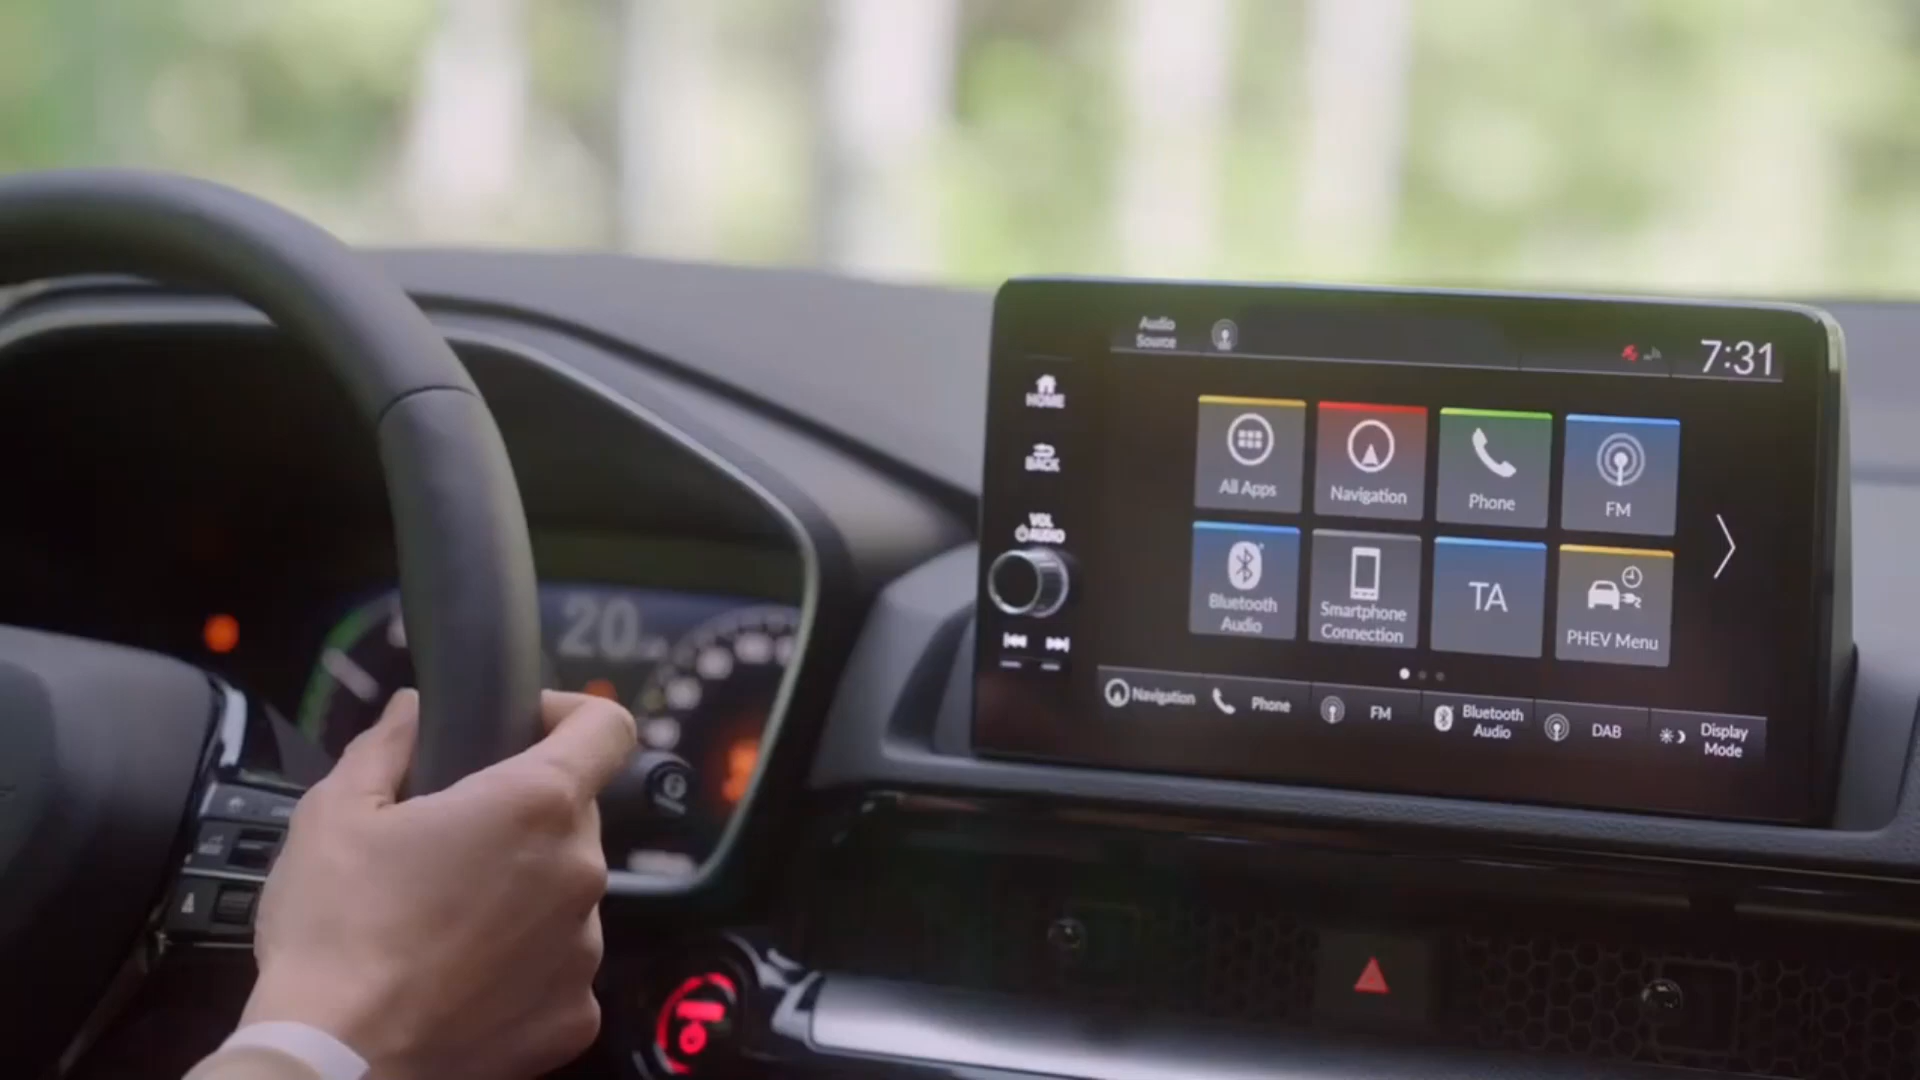 Audio
Source
7:31
HOME
BACK
VOL
AUDIO
All Apps
Navigation
Phone
FM
Bluetooth
Audio
Smartphone
Connection
TA
PHEV Menu
Navigation
Phone
FM
Bluetooth
Audio
DAB
Display
Mode
20